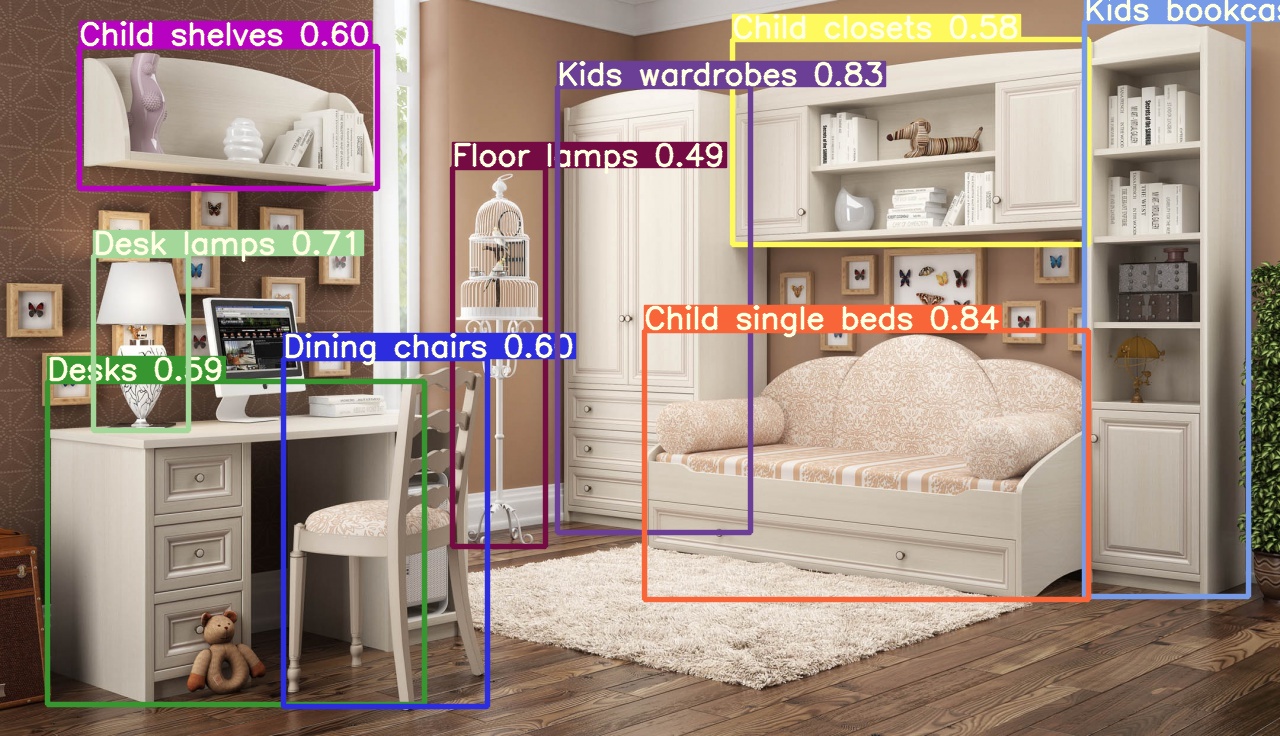 Child shelves 0.60
Child closets 0.58
Kids bookcas
Kids wardrobes 0.83
Floor lamps 0.49
Desk lamps 0.71
Child single beds 0.84
Dining chairs 0.60
Desks 0.59